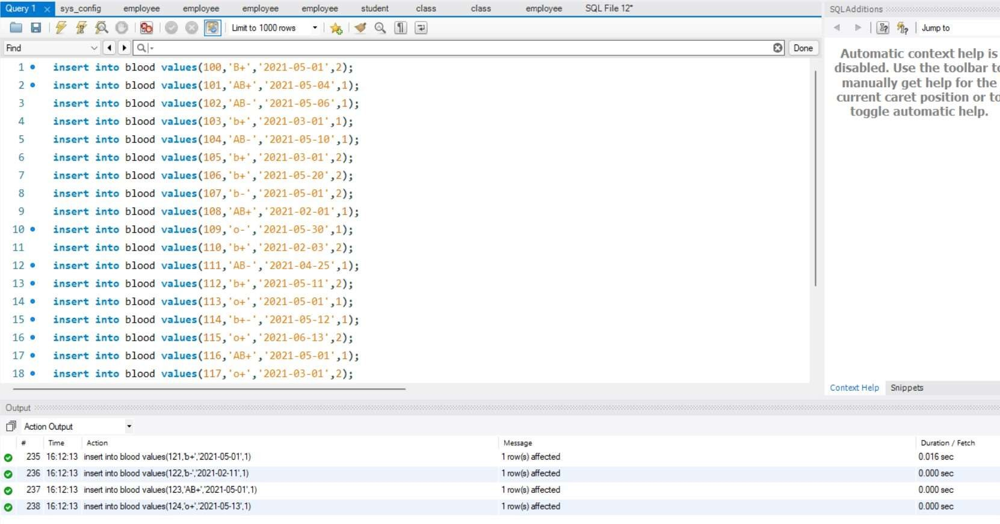 Query 1 sys_config employee employee employee employee student class class employee SQL File 12* SQLAdditions
Limit to 1000 rows Jump to
Find Done
1 insert into blood values(100,'B+','2021-05-01',2);
2 insert into blood values(101,'AB+','2021-05-04',1);
3 insert into blood values(102,'AB-','2021-05-06',1);
4 insert into blood values(103,'b+','2021-03-01',1);
5 insert into blood values(104,'AB-','2021-05-10',1);
6 insert into blood values(105,'b+','2021-03-01',2);
7 insert into blood values(106,'b+','2021-05-20',2);
8 insert into blood values(107,'b-','2021-05-01',2);
9 insert into blood values(108,'AB+','2021-02-01',1);
10 insert into blood values(109,'o-','2021-05-30',1);
11 insert into blood values(110,'b+','2021-02-03',2);
12 insert into blood values(111,'AB-','2021-04-25',1);
13 insert into blood values(112,'b+','2021-05-11',2);
14 insert into blood values(113,'o+','2021-05-01',1);
15 insert into blood values(114,'b+-','2021-05-12',1);
16 insert into blood values(115,'o+','2021-06-13',2);
17 insert into blood values(116,'AB+','2021-05-01',1);
18 insert into blood values(117,'o+','2021-03-01',2);
Automatic context help is
disabled. Use the toolbar to
manually get help for the
current caret position or to
toggle automatic help.
Context Help Snippets
Output
Action Output
# Time Action Message Duration / Fetch
235 16:12:13 insert into blood values(121,'b+','2021-05-01',1) 1 row(s) affected 0.016 sec
236 16:12:13 insert into blood values(122,'b-','2021-02-11',1) 1 row(s) affected 0.000 sec
237 16:12:13 insert into blood values(123,'AB+','2021-05-01',1) 1 row(s) affected 0.000 sec
238 16:12:13 insert into blood values(124,'o+','2021-05-13',1) 1 row(s) affected 0.000 sec